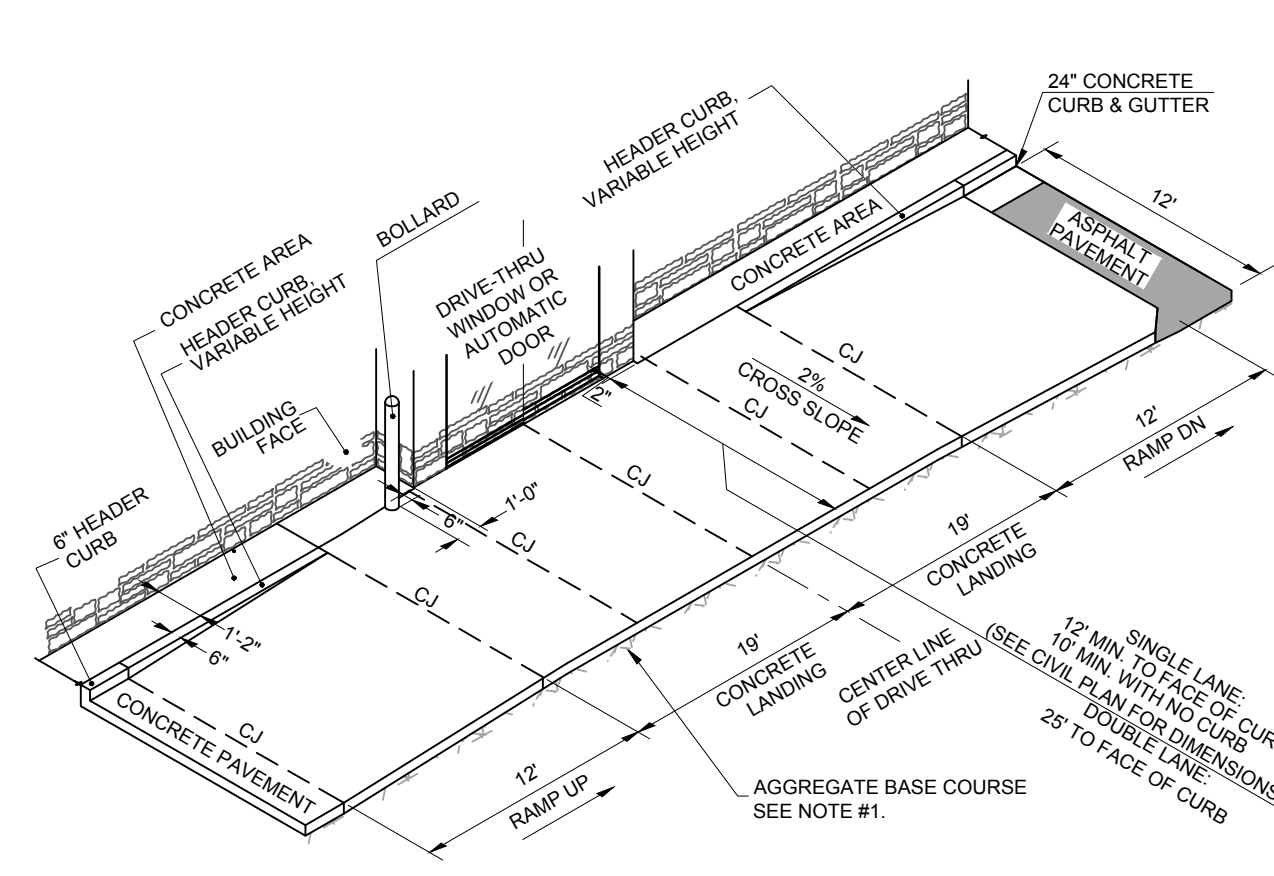 24" CONCRETE
CURB & GUTTER
HEADER CURB,
VARIABLE HEIGHT
12'
BOLLARD
ASPHALT
PAVEMENT
CONCRETE AREA
CONCRETE AREA
HEADER CURB,
VARIABLE HEIGHT
DRIVE-THRU
WINDOW OR
AUTOMATIC
DOOR
CJ
2%
CROSS SLOPE
2"
CJ
BUILDING
FACE
12'
RAMP DN
CJ
6" HEADER
CURB
1'-0"
6"
CJ
19'
CONCRETE
LANDING
CJ
1'-2"
6"
19'
CONCRETE
LANDING
CENTER LINE
OF DRIVE THRU
SINGLE LANE:
12' MIN. TO FACE OF CUR
10' MIN. WITH NO CURB
(SEE CIVIL PLAN FOR DIMENSIONS
DOUBLE LANE:
25' TO FACE OF CURB
CJ
CONCRETE PAVEMENT
12'
RAMP UP
AGGREGATE BASE COURSE
SEE NOTE #1.